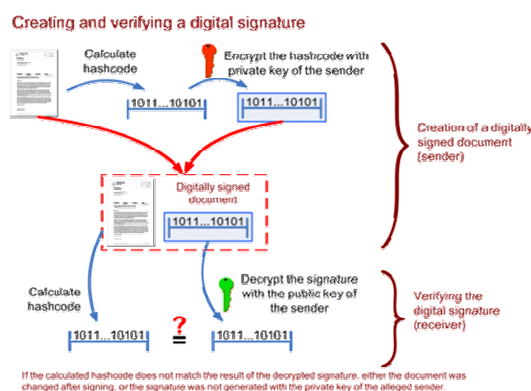 Creating and verifying a digital signature
Calculate
hashcode
Encrypt the hashcode with
private key of the sender
1011...10101
1011...10101
Creation of a digitally
signed document
(sender)
Digitally signed
document
1011...10101
Calculate
hashcode
Decrypt the signature
with the public key of
the sender
Verifying the
digital signature
(receiver)
?
1011...10101
=
1011...10101
If the calculated hashcode does not match the result of the decrypted signature, either the document was
changed after signing, or the signature was not generated with the private key of the alleged sender.